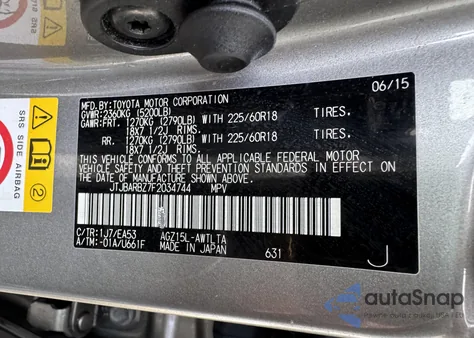 MFD.BY:TOYOTA MOTOR CORPORATION 06/15
GVWR:2360KG (5200LB)
GAWR:FRT. 1270KG (2790LB) WITH 225/60R18 TIRES.
18X7 1/2J RIMS.
RR. 1270KG (2790LB) WITH 225/60R18 TIRES.
18X7 1/2J RIMS.
THIS VEHICLE CONFORMS TO ALL APPLICABLE FEDERAL MOTOR
VEHICLE SAFETY AND THEFT PREVENTION STANDARDS IN EFFECT
ON THE DATE OF MANUFACTURE SHOWN ABOVE.
JTJBARBZ7F2034744 MPV
C/TR:1J7/EA53 AGZ15L-AWTLTA
A/TM:-01A/U661F MADE IN JAPAN 631 J
SRS SIDE AIRBAG
2
autoSnap